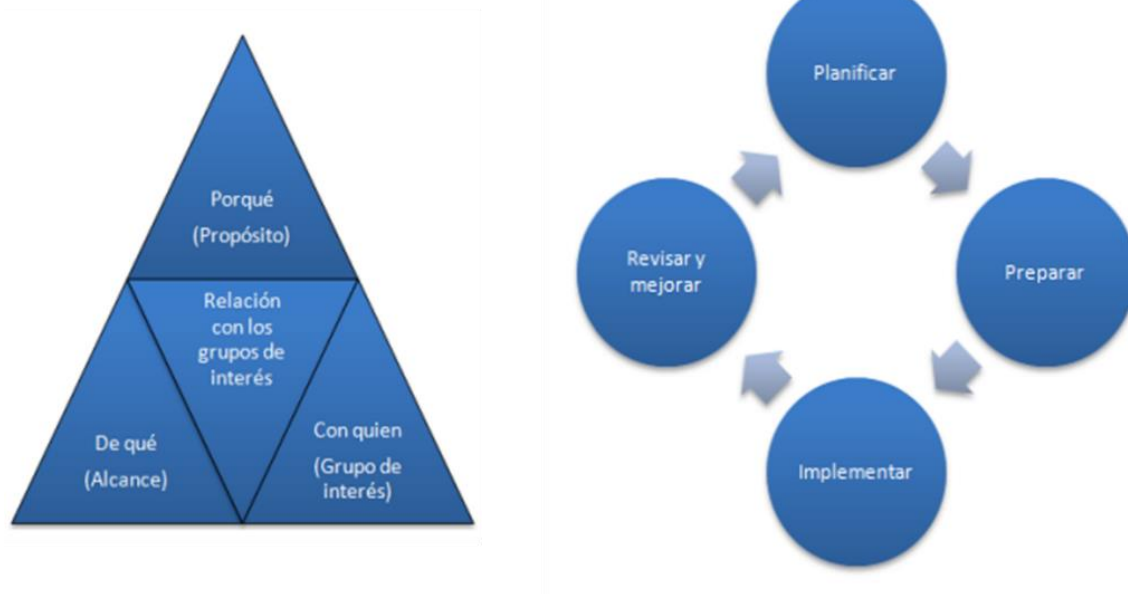 Porqué
(Propósito)
Relación
con los
grupos de
interés
De qué
(Alcance)
Con quien
(Grupo de
interés)
Planificar
Preparar
Implementar
Revisar y
mejorar